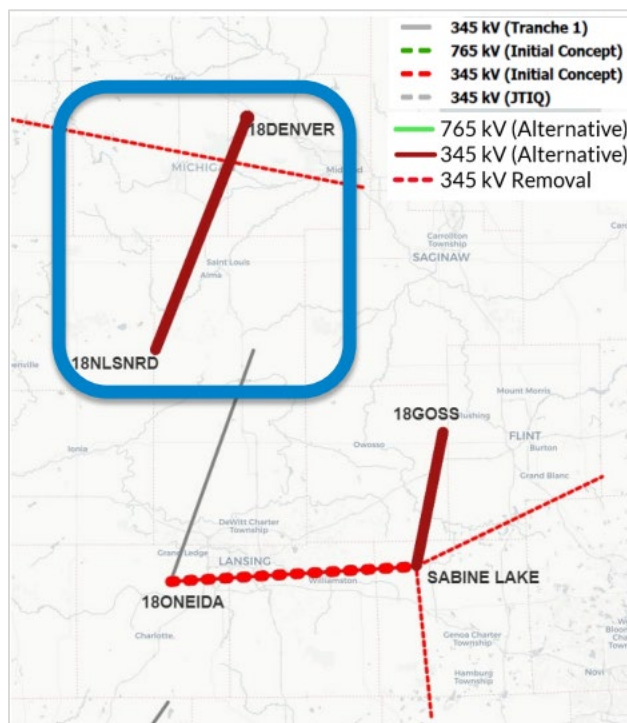 345 kV (Tranche 1)
765 kV (Initial Concept)
345 kV (Initial Concept)
345 kV (JTIQ)
765 kV (Alternative)
345 kV (Alternative)
345 kV Removal
Clare
18DENVER
MICHIGAN
Midland
Carrollton
Township
SAGINAW
Saint Louis
Alma
18NLSNRD
Mount Morris
18GOSS
Flushing
FLINT
Burton
Ionia
Owosso
Grand Blanc
DeWitt Charter
Township
Grand Ledge
LANSING
Williamston
SABINE LAKE
18ONEIDA
Charlotte
Genoa Charter
Township
Hamburg
Township
Novi